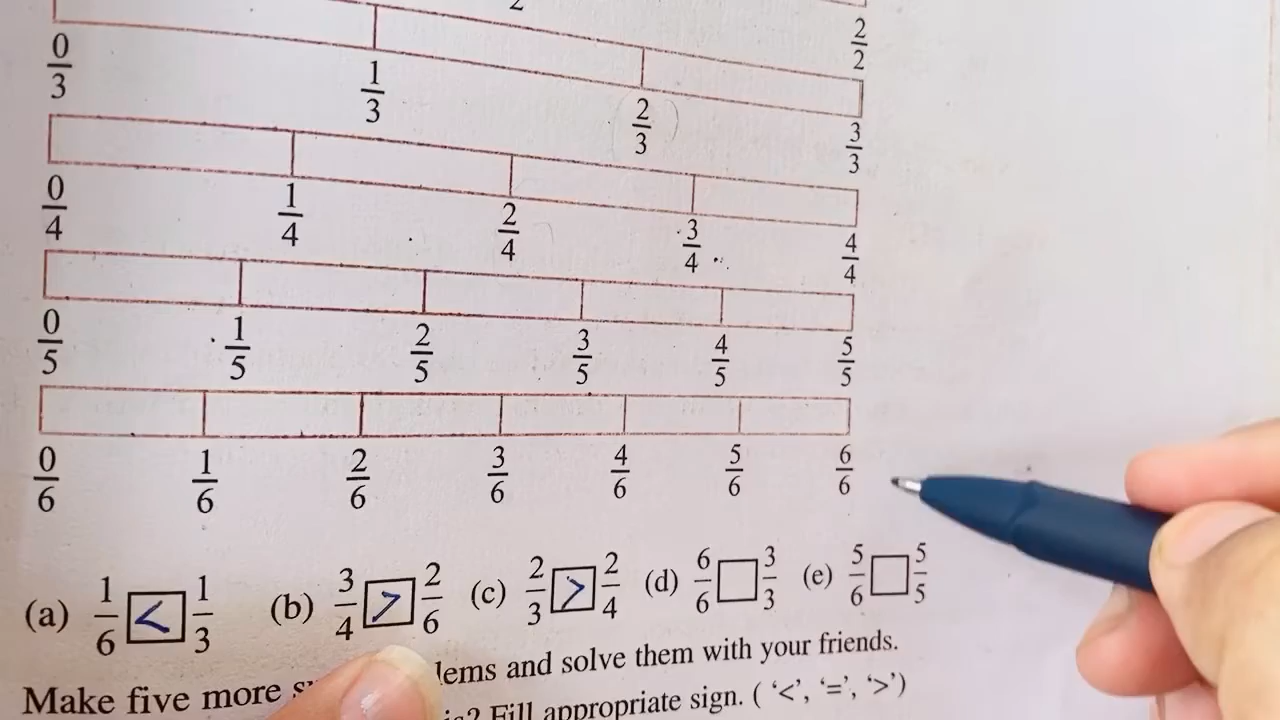 2/2
0/3 1/3 2/3 3/3
0/4 1/4 2/4 3/4 4/4
0/5 1/5 2/5 3/5 4/5 5/5
0/6 1/6 2/6 3/6 4/6 5/6 6/6
(a) 1/6 < 1/3 (b) 3/4 > 2/6 (c) 2/3 > 2/4 (d) 6/6 □ 3/3 (e) 5/6 □ 5/5
Make five more lems and solve them with your friends.
Fill appropriate sign. ( '<', '=', '>')